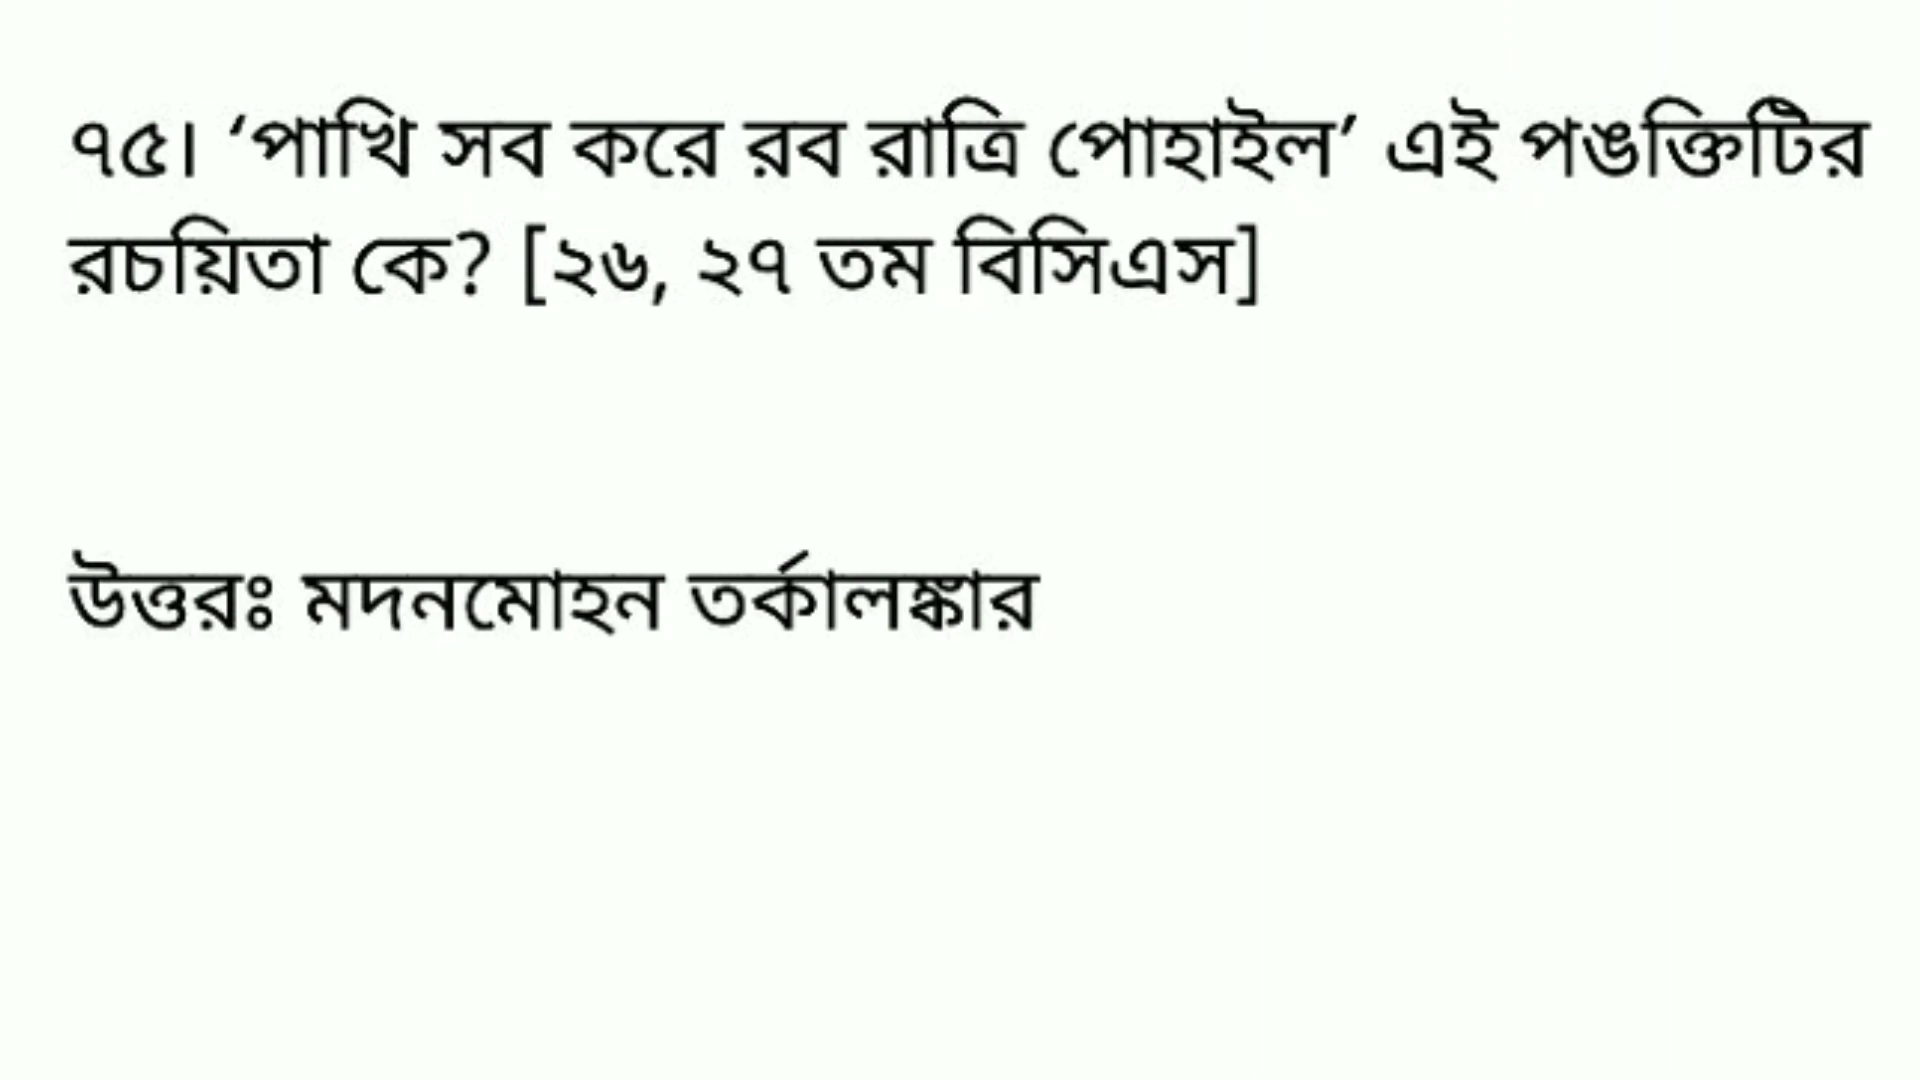 ৭৫। ‘পাখি সব করে রব রাত্রি পোহাইল’ এই পঙক্তিটির
রচয়িতা কে? [২৬, ২৭ তম বিসিএস]
উত্তরঃ মদনমোহন তর্কালঙ্কার